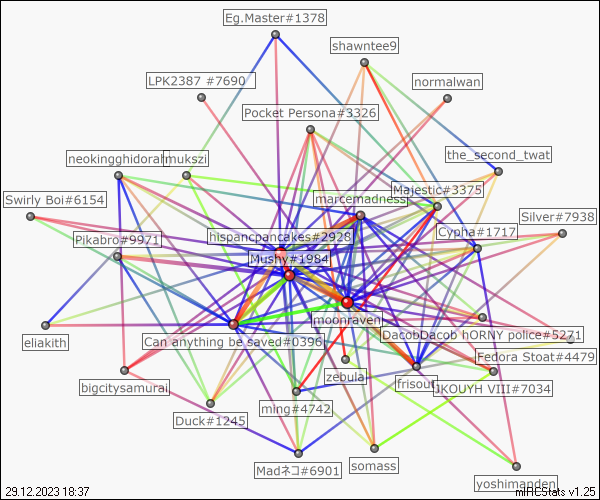 Eg.Master#1378
shawntee9
LPK2387 #7690
normalwan
Pocket Persona#3326
neokingghidorah
mukszi
the_second_twat
Majestic#3375
marcemadness
Swirly Boi#6154
Silver#7938
Cypha#1717
hispancpancakes#2928
Pikabro#9971
Mushy#1984
moonraven
DacobDacob hORNY police#5271
Can anything be saved#0396
eliakith
Fedora Stoat#4479
zebula
frisout
bigcitysamurai
JKOUYH VIII#7034
ming#4742
Duck#1245
somass
Madネコ#6901
yoshimanden
29.12.2023 18:37
mIRCStats v1.25